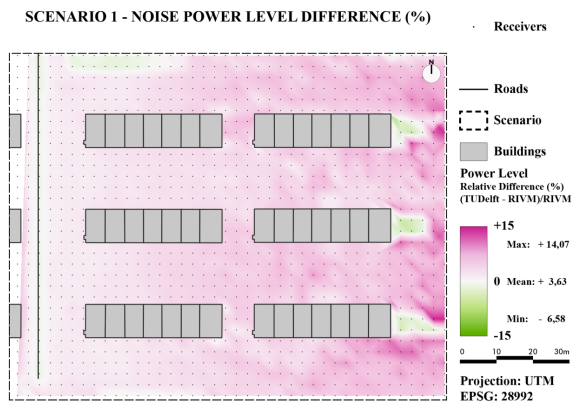 SCENARIO 1 - NOISE POWER LEVEL DIFFERENCE (%)
N
Receivers
Roads
Scenario
Buildings
Power Level
Relative Difference (%)
(TUDelft - RIVM)/RIVM
+15
Max: + 14,07
0 Mean: + 3,63
Min: - 6,58
-15
0 10 20 30m
Projection: UTM
EPSG: 28992